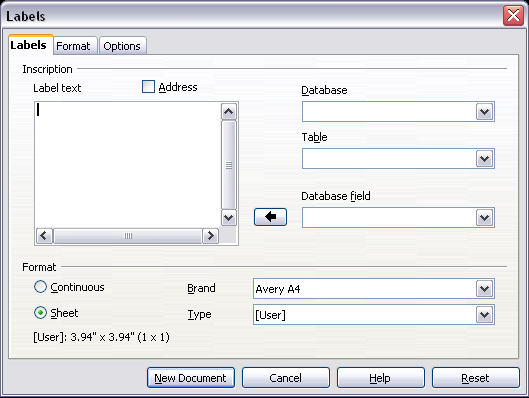 Labels
Labels Format Options
Inscription
Label text Address Database
Table
Database field
Format
Continuous Brand Avery A4
Sheet Type [User]
[User]: 3.94" x 3.94" (1 x 1)
New Document Cancel Help Reset